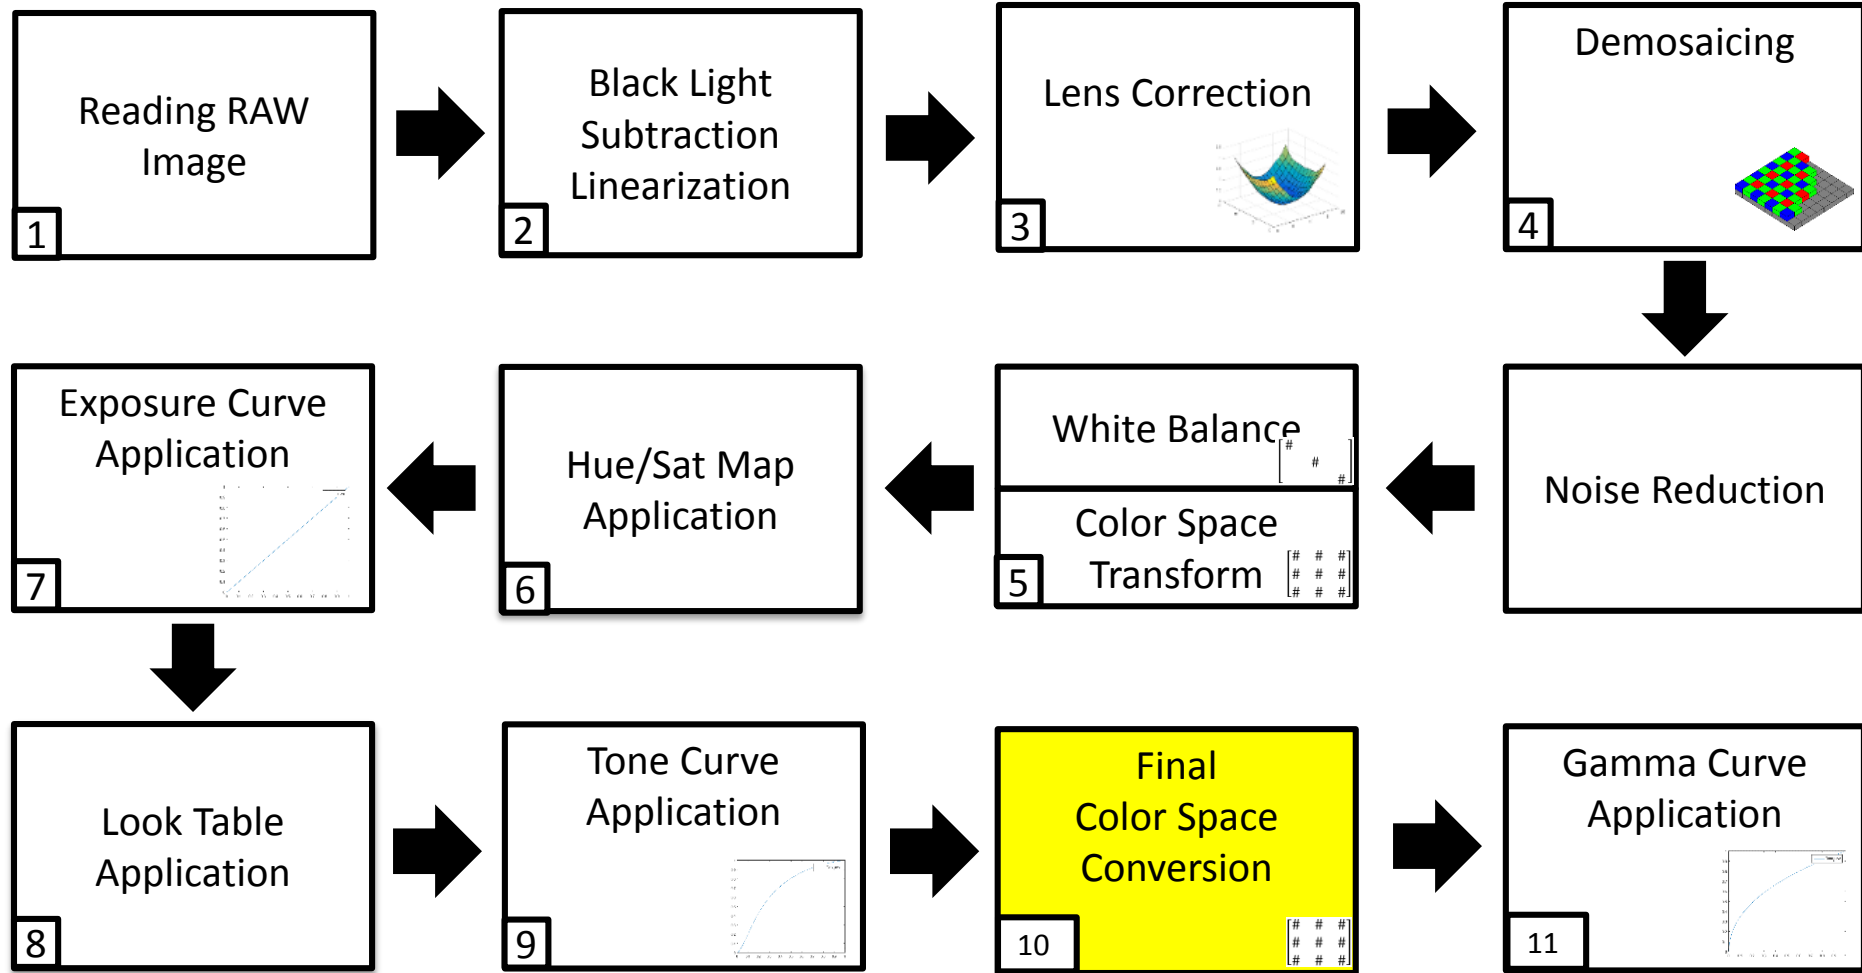 Reading RAW
Image
1
Black Light
Subtraction
Linearization
2
Lens Correction
3
Demosaicing
4
Exposure Curve
Application
7
Hue/Sat Map
Application
6
White Balance
#
#
#
Color Space
Transform
# # #
# # #
# # #
5
Noise Reduction
Look Table
Application
8
Tone Curve
Application
9
Final
Color Space
Conversion
# # #
# # #
# # #
10
Gamma Curve
Application
11